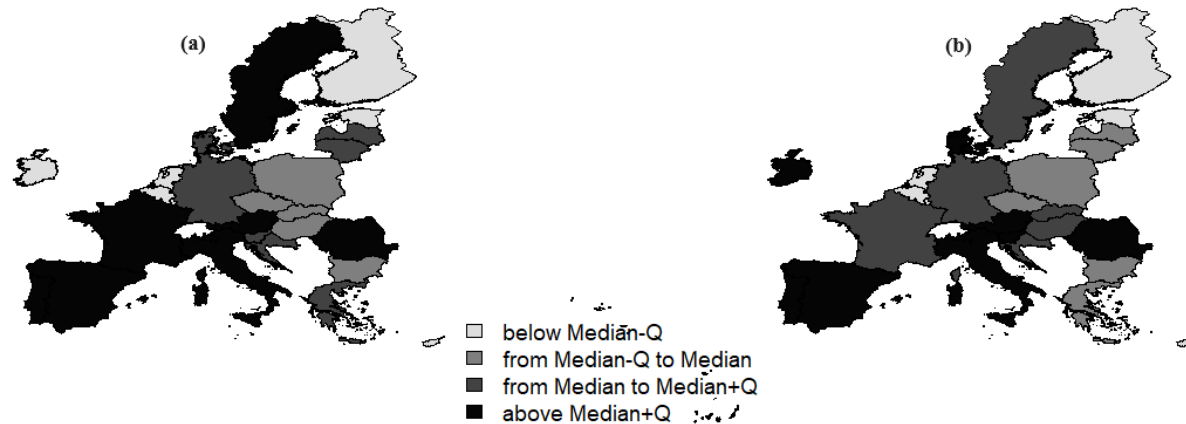 (a)
(b)
below Median-Q
from Median-Q to Median
from Median to Median+Q
above Median+Q